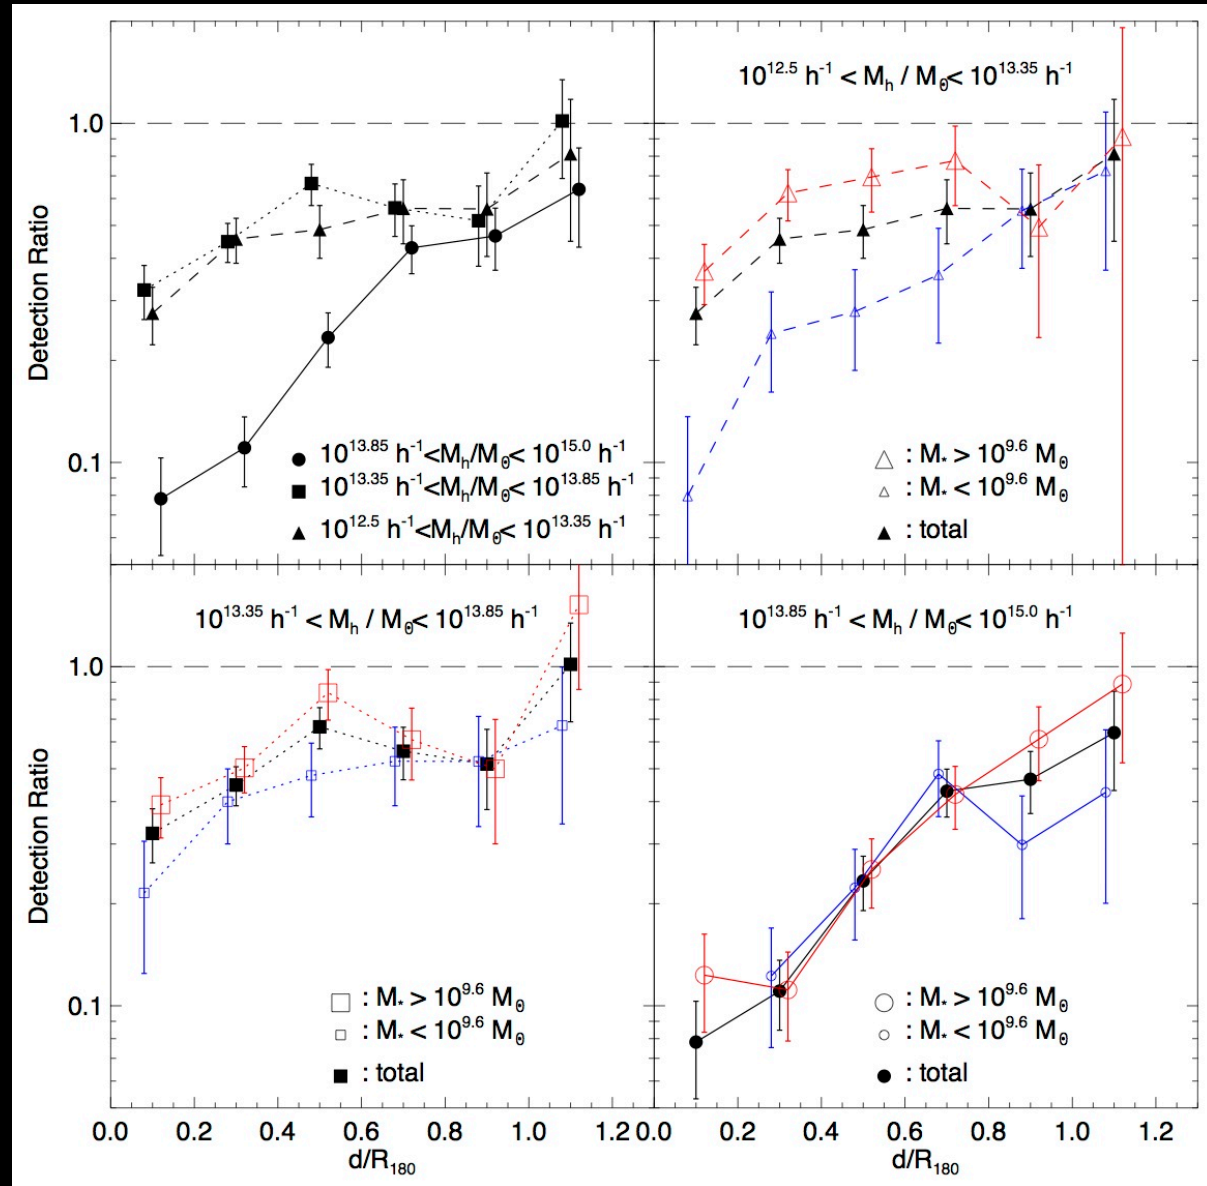 10^12.5 h^-1 < M_h / M_⊙ < 10^13.35 h^-1
1.0
Detection Ratio
0.1
● 10^13.85 h^-1 <M_h/M_⊙< 10^15.0 h^-1
■ 10^13.35 h^-1 <M_h/M_⊙< 10^13.85 h^-1
▲ 10^12.5 h^-1 <M_h/M_⊙< 10^13.35 h^-1
△ : M_* > 10^9.6 M_⊙
△ : M_* < 10^9.6 M_⊙
▲ : total
10^13.35 h^-1 < M_h / M_⊙ < 10^13.85 h^-1
10^13.85 h^-1 < M_h / M_⊙ < 10^15.0 h^-1
1.0
Detection Ratio
0.1
□ : M_* > 10^9.6 M_⊙
□ : M_* < 10^9.6 M_⊙
■ : total
○ : M_* > 10^9.6 M_⊙
○ : M_* < 10^9.6 M_⊙
● : total
0.0 0.2 0.4 0.6 0.8 1.0 1.2 0.0 0.2 0.4 0.6 0.8 1.0 1.2
d/R_180 d/R_180